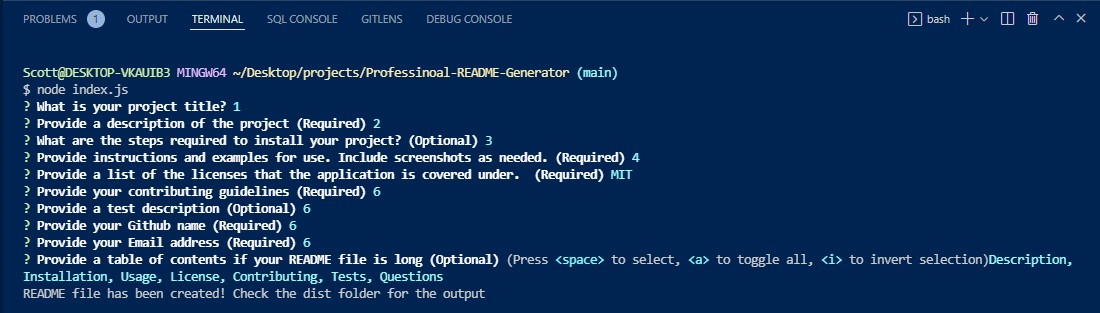 PROBLEMS 1 OUTPUT TERMINAL SQL CONSOLE GITLENS DEBUG CONSOLE bash
Scott@DESKTOP-VKAUIB3 MINGW64 ~/Desktop/projects/Professinoal-README-Generator (main)
$ node index.js
? What is your project title? 1
? Provide a description of the project (Required) 2
? What are the steps required to install your project? (Optional) 3
? Provide instructions and examples for use. Include screenshots as needed. (Required) 4
? Provide a list of the licenses that the application is covered under.  (Required) MIT
? Provide your contributing guidelines (Required) 6
? Provide a test description (Optional) 6
? Provide your Github name (Required) 6
? Provide your Email address (Required) 6
? Provide a table of contents if your README file is long (Optional) (Press <space> to select, <a> to toggle all, <i> to invert selection)Description,
Installation, Usage, License, Contributing, Tests, Questions
README file has been created! Check the dist folder for the output